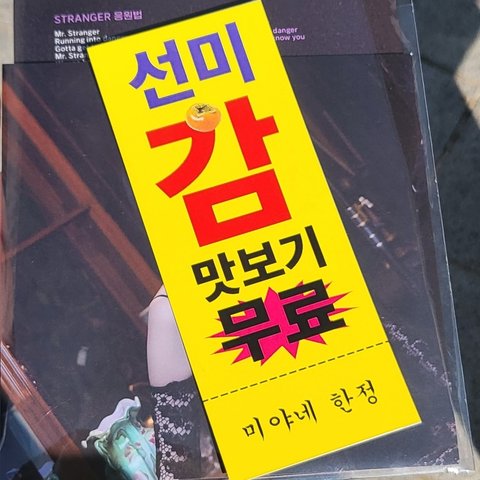 STRANGER 응원법
Mr. Stranger
Running into
danger
Gotta
now you
Mr. Stra
선미
감
맛보기
무료
미야네 한정